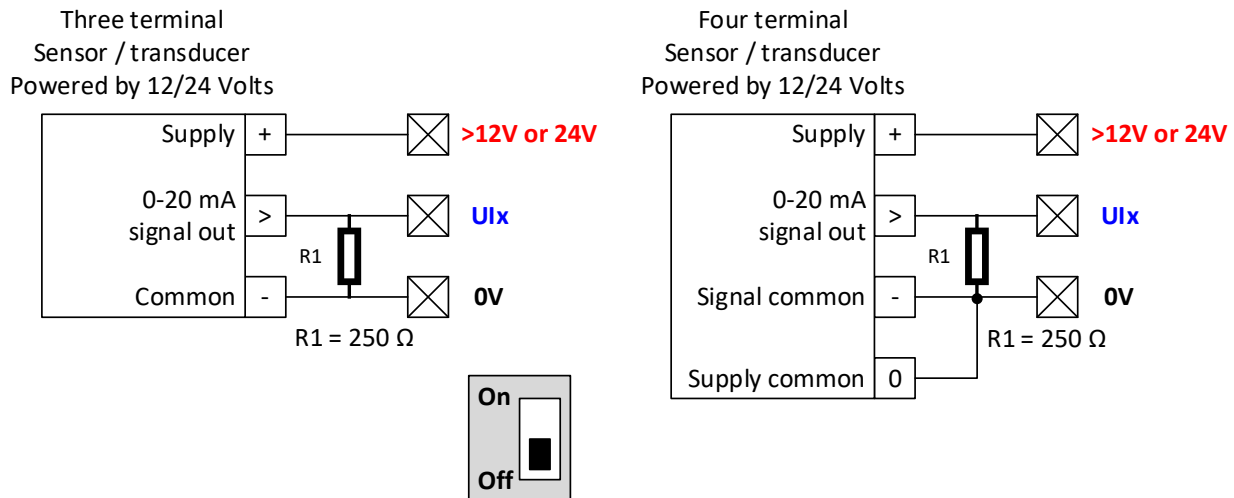 Three terminal
Sensor / transducer
Powered by 12/24 Volts
Supply + >12V or 24V
0-20 mA
signal out > UIx
R1
Common - 0V
R1 = 250 Ω
Four terminal
Sensor / transducer
Powered by 12/24 Volts
Supply + >12V or 24V
0-20 mA
signal out > UIx
R1
Signal common - 0V
R1 = 250 Ω
Supply common 0
On
Off